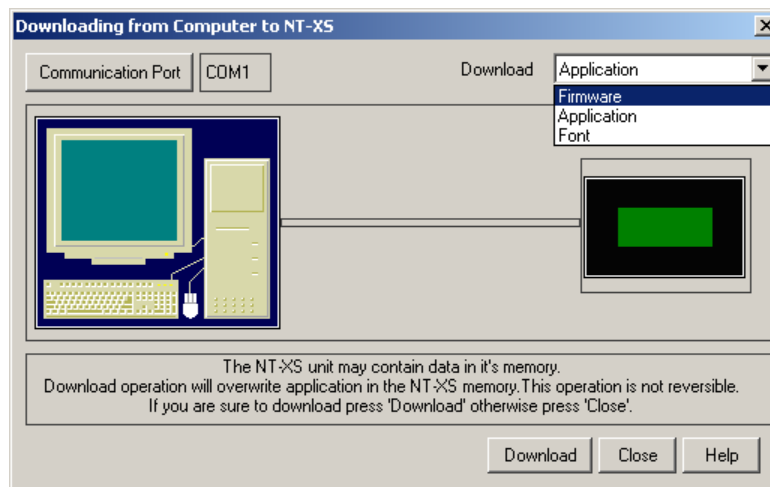 Downloading from Computer to NT-XS
Communication Port COM1 Download Application
Firmware
Application
Font
The NT-XS unit may contain data in it's memory.
Download operation will overwrite application in the NT-XS memory.This operation is not reversible.
If you are sure to download press 'Download' otherwise press 'Close'.
Download Close Help